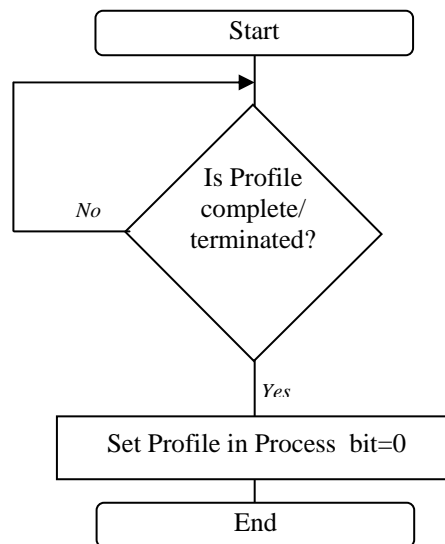 Start
Is Profile
complete/
terminated?
No
Yes
Set Profile in Process  bit=0
End